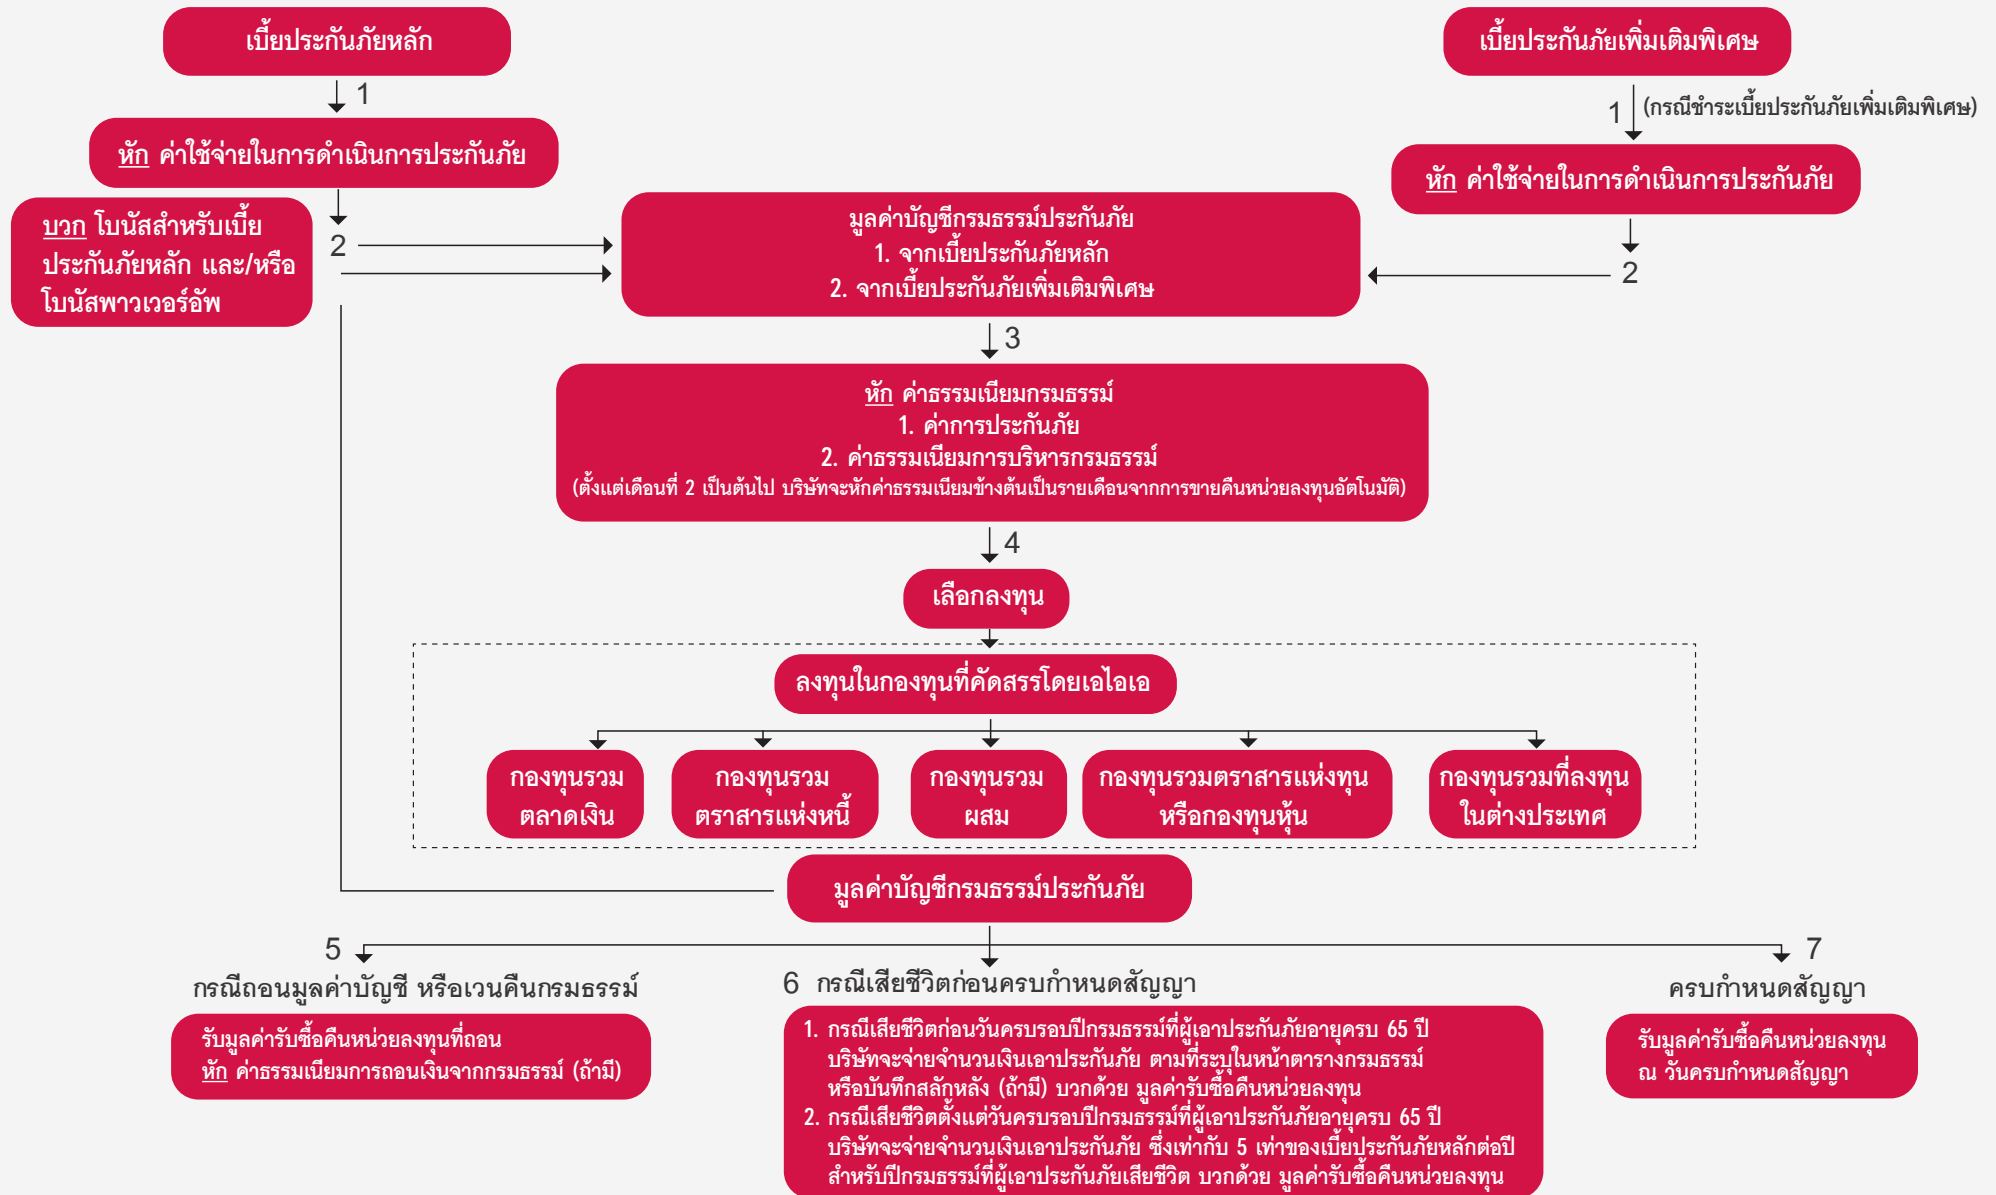 เบี้ยประกันภัยหลัก
เบี้ยประกันภัยเพิ่มเติมพิเศษ
1
1 (กรณีชำระเบี้ยประกันภัยเพิ่มเติมพิเศษ)
หัก ค่าใช้จ่ายในการดำเนินการประกันภัย
หัก ค่าใช้จ่ายในการดำเนินการประกันภัย
บวก โบนัสสำหรับเบี้ย
ประกันภัยหลัก และ/หรือ
โบนัสพาวเวอร์อัพ
2
มูลค่าบัญชีกรมธรรม์ประกันภัย
1. จากเบี้ยประกันภัยหลัก
2. จากเบี้ยประกันภัยเพิ่มเติมพิเศษ
2
3
หัก ค่าธรรมเนียมกรมธรรม์
1. ค่าการประกันภัย
2. ค่าธรรมเนียมการบริหารกรมธรรม์
(ตั้งแต่เดือนที่ 2 เป็นต้นไป บริษัทจะหักค่าธรรมเนียมข้างต้นเป็นรายเดือนจากการขายคืนหน่วยลงทุนอัตโนมัติ)
4
เลือกลงทุน
ลงทุนในกองทุนที่คัดสรรโดยเอไอเอ
กองทุนรวม
ตลาดเงิน
กองทุนรวม
ตราสารแห่งหนี้
กองทุนรวม
ผสม
กองทุนรวมตราสารแห่งทุน
หรือกองทุนหุ้น
กองทุนรวมที่ลงทุน
ในต่างประเทศ
มูลค่าบัญชีกรมธรรม์ประกันภัย
5
กรณีถอนมูลค่าบัญชี หรือเวนคืนกรมธรรม์
รับมูลค่ารับซื้อคืนหน่วยลงทุนที่ถอน
หัก ค่าธรรมเนียมการถอนเงินจากกรมธรรม์ (ถ้ามี)
6 กรณีเสียชีวิตก่อนครบกำหนดสัญญา
1. กรณีเสียชีวิตก่อนวันครบรอบปีกรมธรรม์ที่ผู้เอาประกันภัยอายุครบ 65 ปี
บริษัทจะจ่ายจำนวนเงินเอาประกันภัย ตามที่ระบุในหน้าตารางกรมธรรม์
หรือบันทึกสลักหลัง (ถ้ามี) บวกด้วย มูลค่ารับซื้อคืนหน่วยลงทุน
2. กรณีเสียชีวิตตั้งแต่วันครบรอบปีกรมธรรม์ที่ผู้เอาประกันภัยอายุครบ 65 ปี
บริษัทจะจ่ายจำนวนเงินเอาประกันภัย ซึ่งเท่ากับ 5 เท่าของเบี้ยประกันภัยหลักต่อปี
สำหรับปีกรมธรรม์ที่ผู้เอาประกันภัยเสียชีวิต บวกด้วย มูลค่ารับซื้อคืนหน่วยลงทุน
7
ครบกำหนดสัญญา
รับมูลค่ารับซื้อคืนหน่วยลงทุน
ณ วันครบกำหนดสัญญา